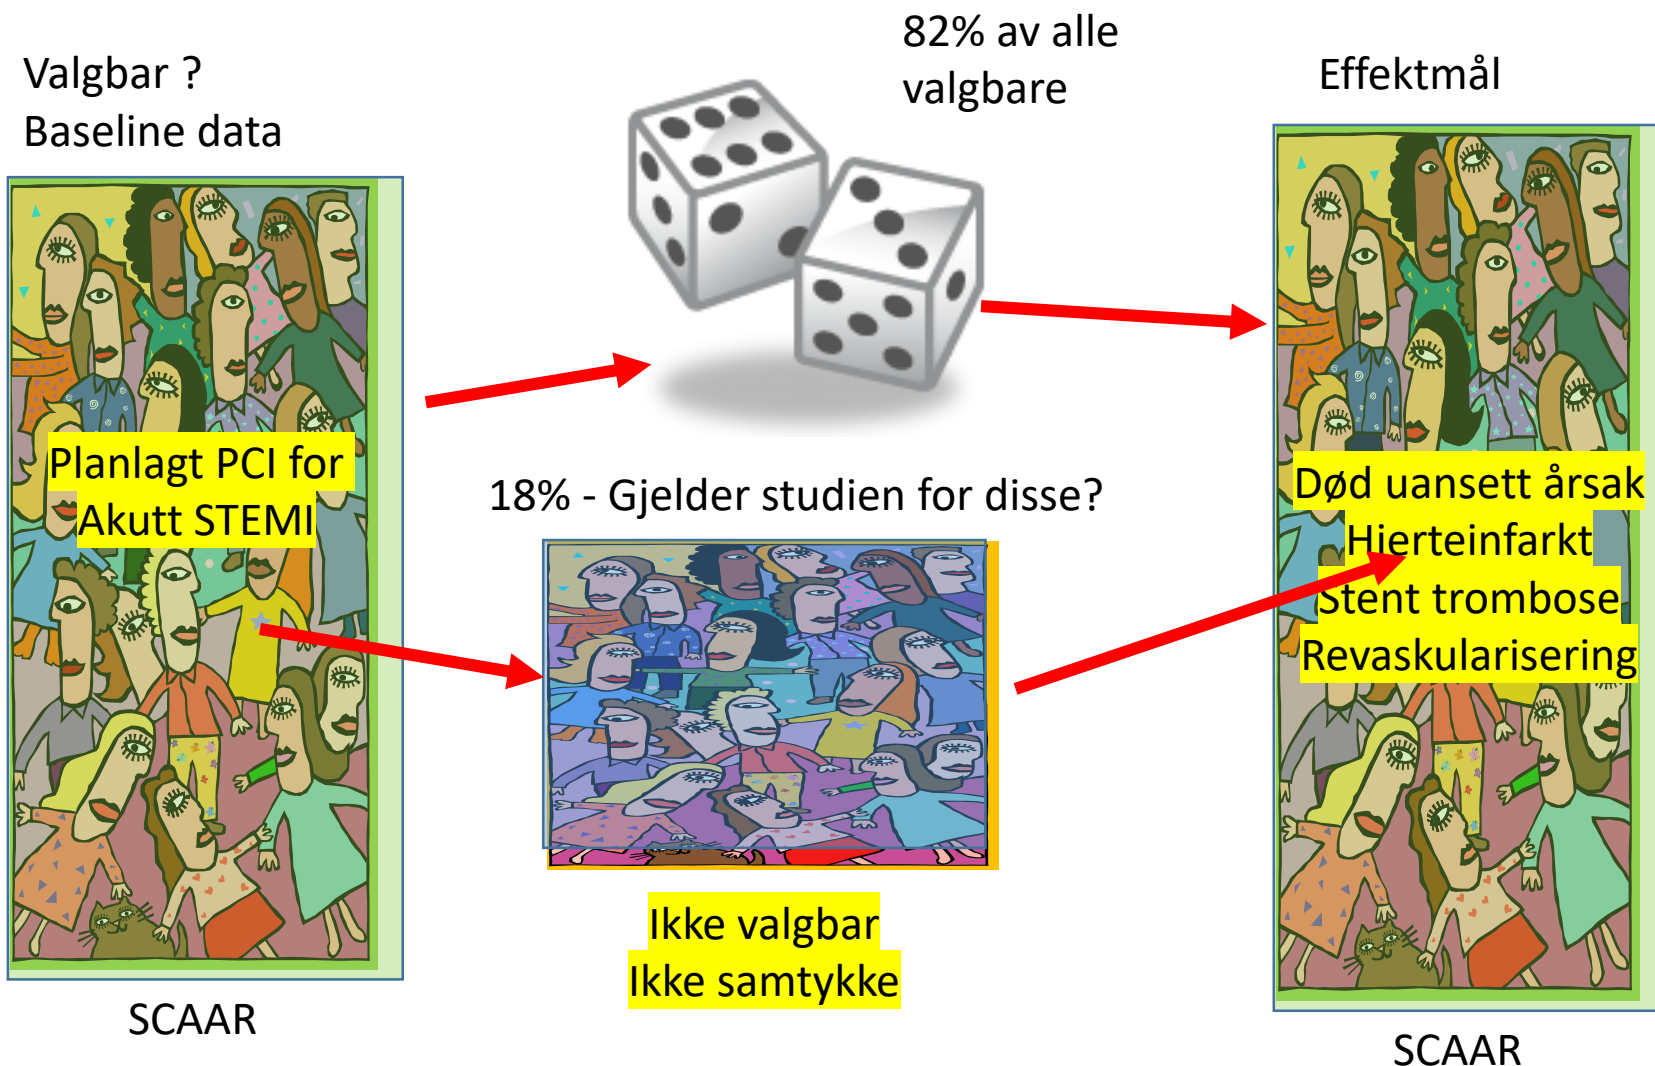 Valgbar ?
Baseline data
Planlagt PCI for
Akutt STEMI
SCAAR
82% av alle
valgbare
18% - Gjelder studien for disse?
Ikke valgbar
Ikke samtykke
Effektmål
Død uansett årsak
Hjerteinfarkt
Stent trombose
Revaskularisering
SCAAR